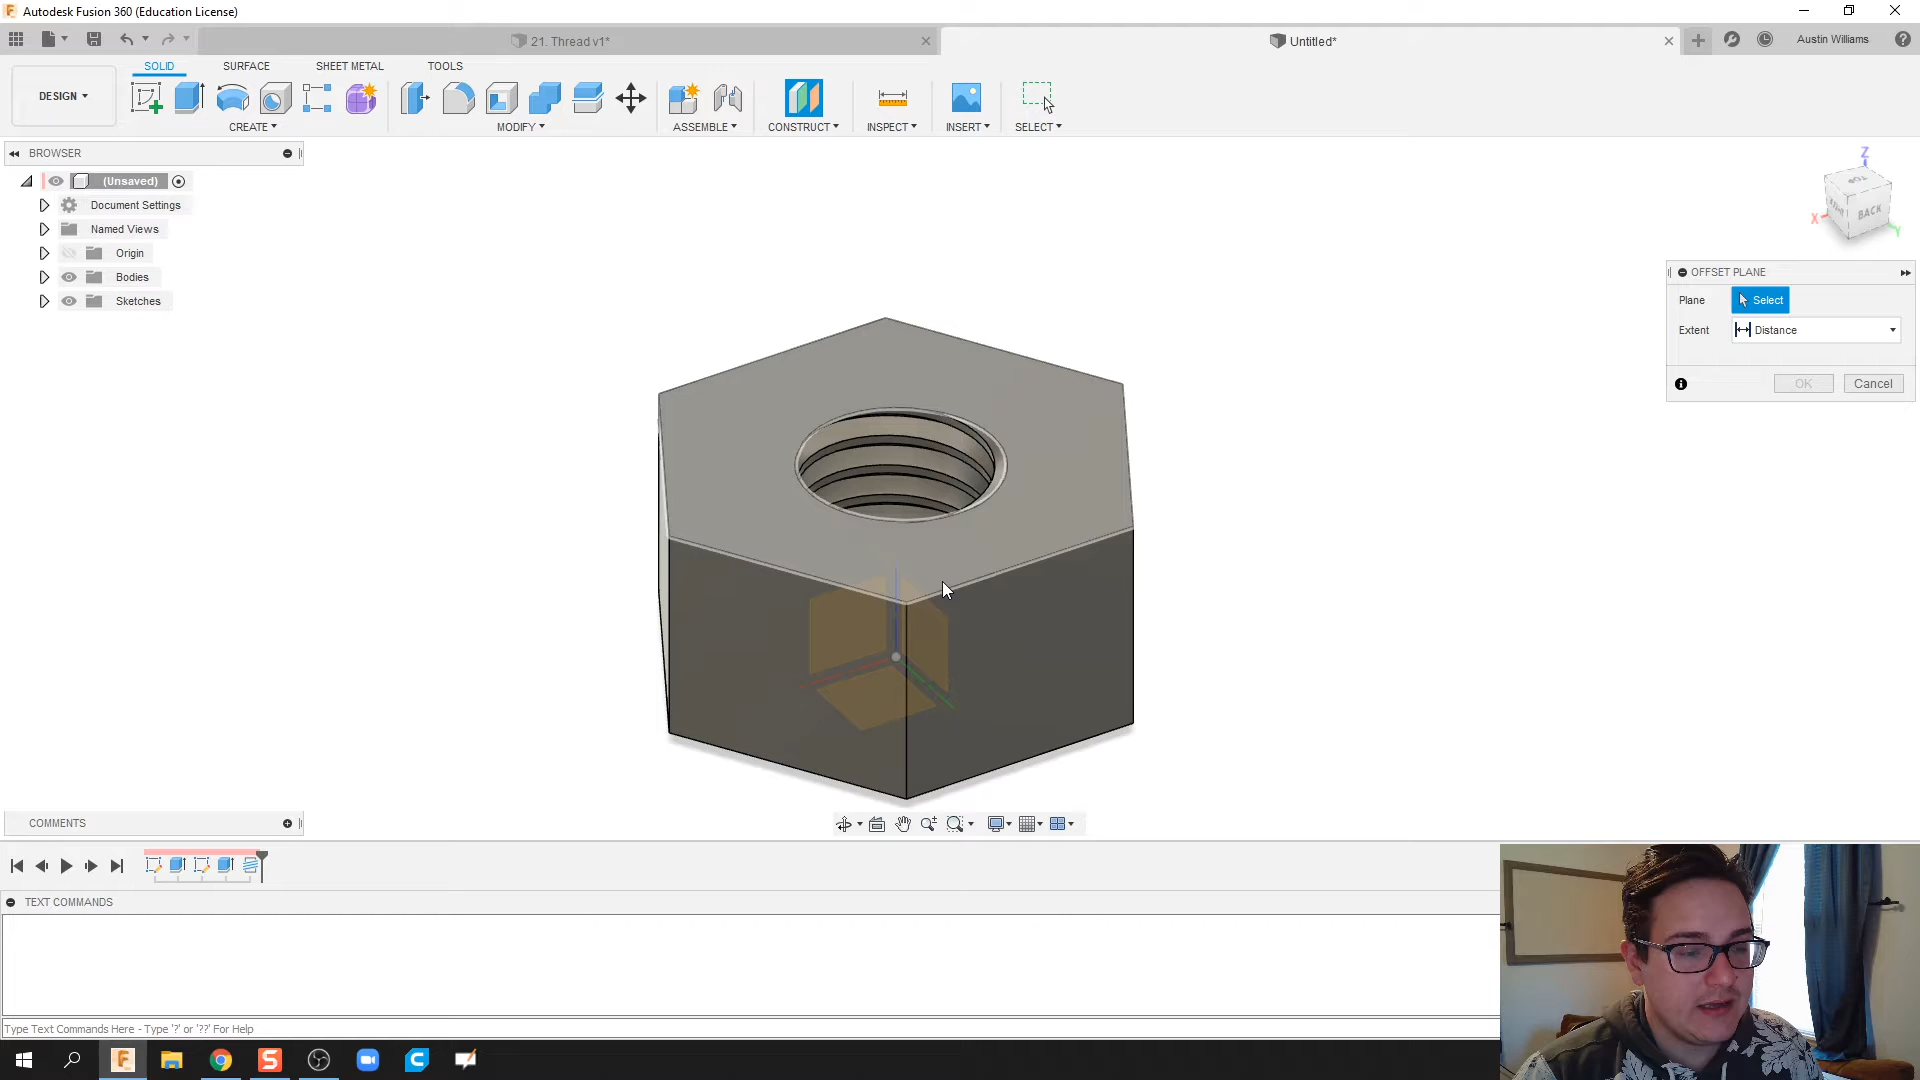 Autodesk Fusion 360 (Education License)
21. Thread v1*
Untitled*
Austin Williams
SOLID
SURFACE
SHEET METAL
TOOLS
DESIGN
CREATE
MODIFY
ASSEMBLE
CONSTRUCT
INSPECT
INSERT
SELECT
BROWSER
(Unsaved)
Document Settings
Named Views
Origin
Bodies
Sketches
Z
TOP
BACK
X
Y
OFFSET PLANE
Plane
Select
Extent
Distance
OK
Cancel
COMMENTS
TEXT COMMANDS
Type Text Commands Here - Type '?' or '??' For Help